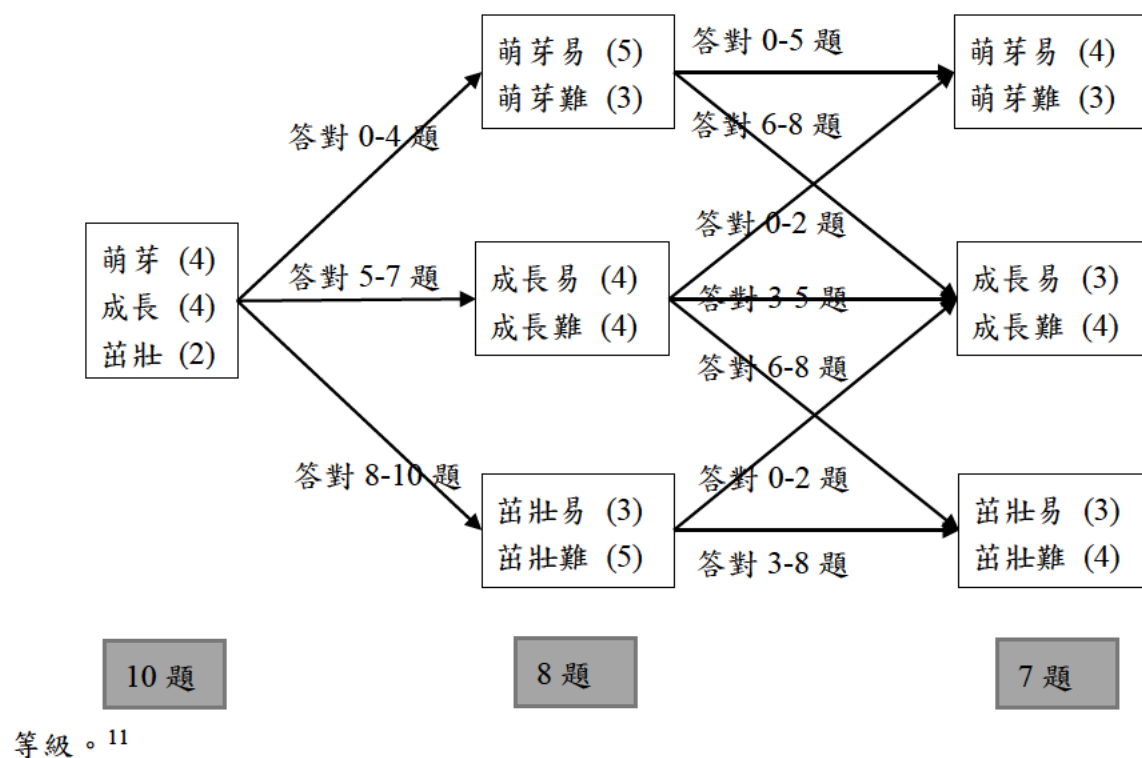 萌芽 (4)
成長 (4)
茁壯 (2)
答對 0-4 題
答對 5-7 題
答對 8-10 題
萌芽易 (5)
萌芽難 (3)
成長易 (4)
成長難 (4)
茁壯易 (3)
茁壯難 (5)
答對 0-5 題
答對 6-8 題
答對 0-2 題
答對 3-5 題
答對 6-8 題
答對 0-2 題
答對 3-8 題
萌芽易 (4)
萌芽難 (3)
成長易 (3)
成長難 (4)
茁壯易 (3)
茁壯難 (4)
10 題
8 題
7 題
等級。11